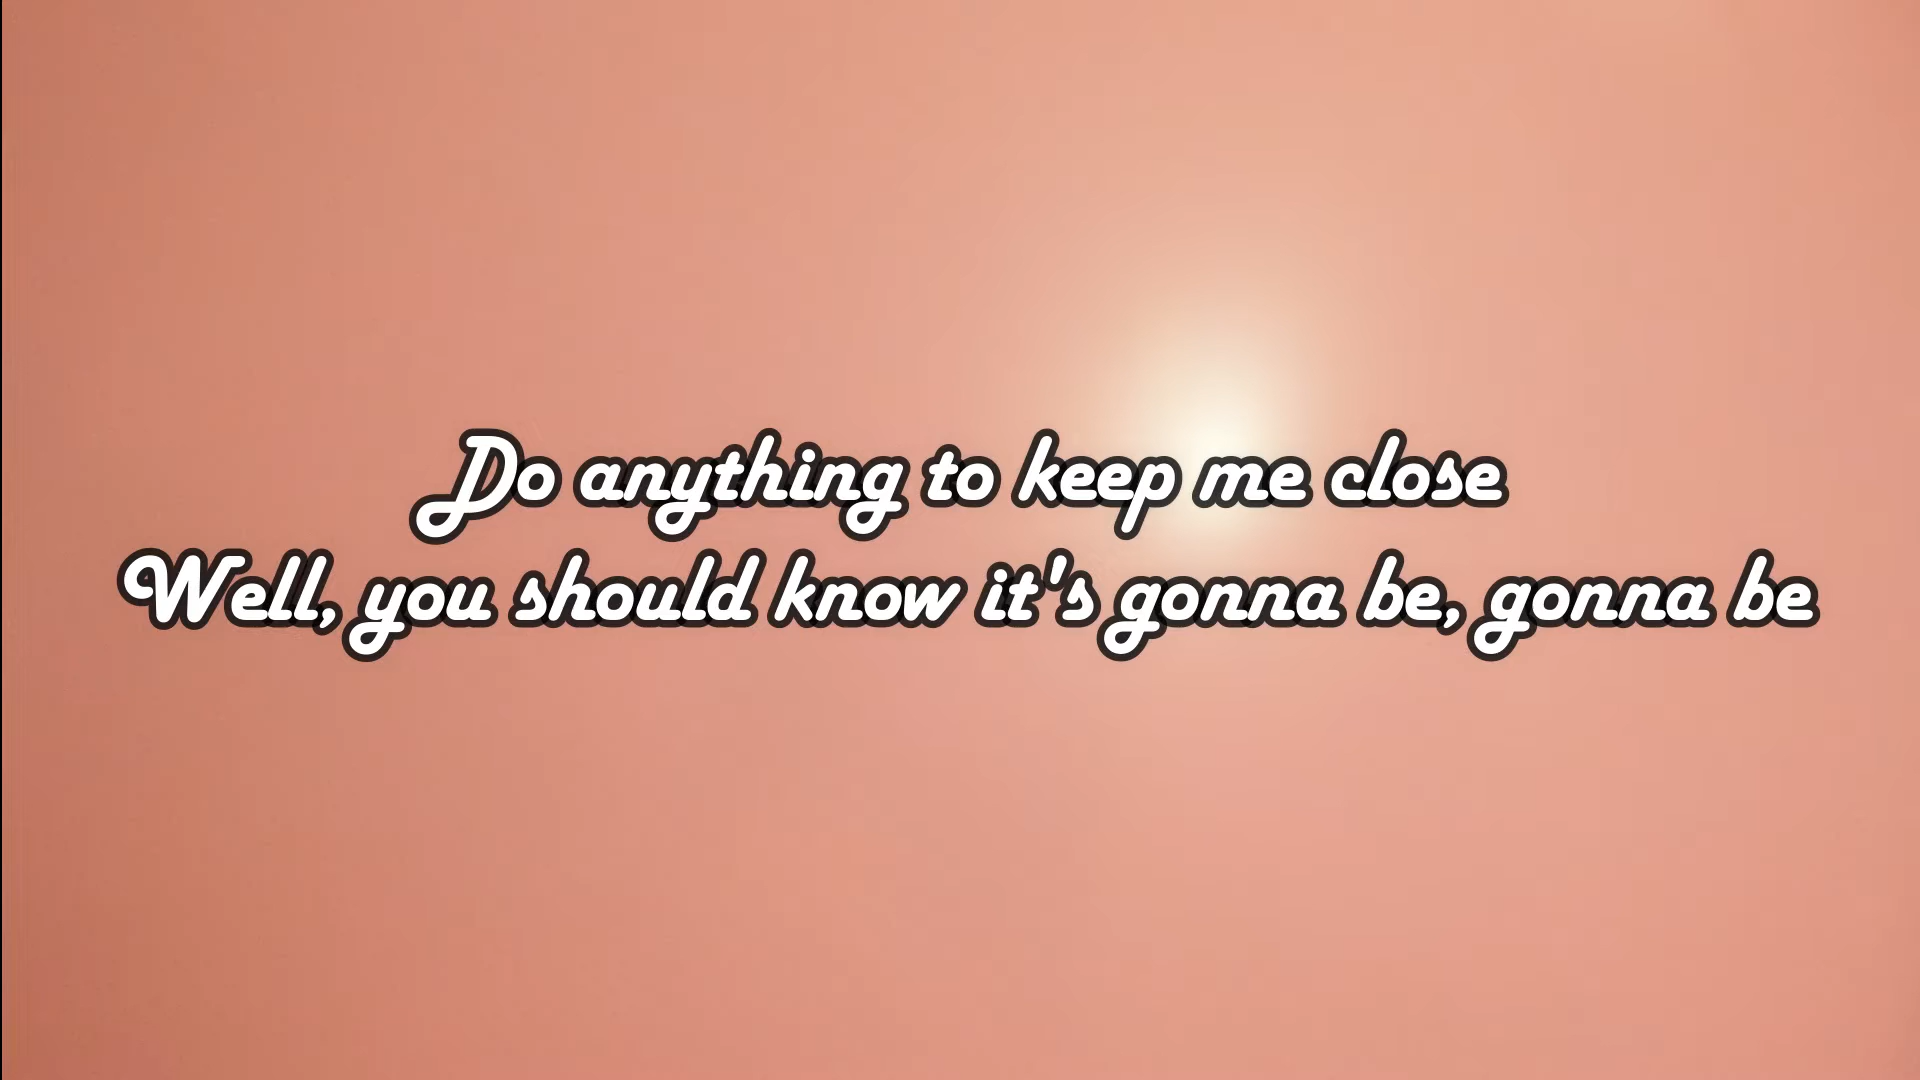 Do anything to keep me close
Well, you should know it's gonna be, gonna be